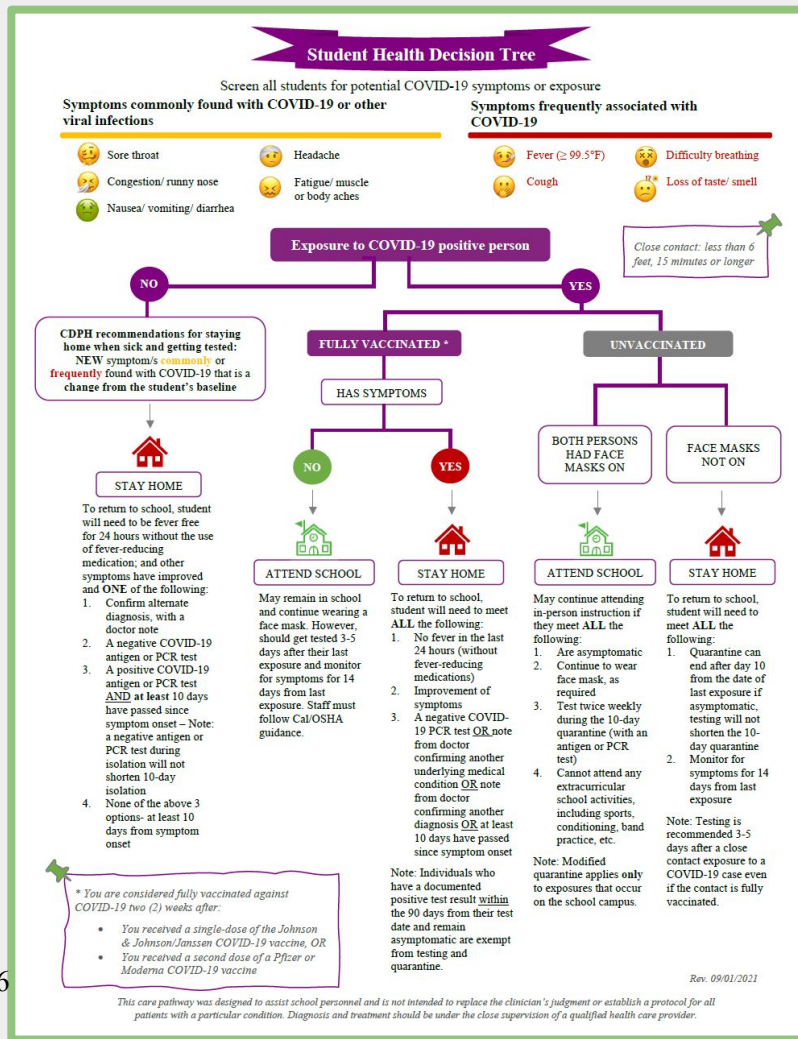 Student Health Decision Tree
Screen all students for potential COVID-19 symptoms or exposure
Symptoms commonly found with COVID-19 or other
viral infections
Sore throat
Congestion/ runny nose
Nausea/ vomiting/ diarrhea
Headache
Fatigue/ muscle
or body aches
Symptoms frequently associated with
COVID-19
Fever (≥ 99.5°F)
Cough
Difficulty breathing
Loss of taste/ smell
Exposure to COVID-19 positive person
Close contact: less than 6
feet, 15 minutes or longer
NO
YES
CDPH recommendations for staying
home when sick and getting tested:
NEW symptom/s commonly or
frequently found with COVID-19 that is a
change from the student's baseline
STAY HOME
To return to school, student
will need to be fever free
for 24 hours without the use
of fever-reducing
medication; and other
symptoms have improved
and ONE of the following:
1. Confirm alternate
diagnosis, with a
doctor note
2. A negative COVID-19
antigen or PCR test
3. A positive COVID-19
antigen or PCR test
AND at least 10 days
have passed since
symptom onset – Note:
a negative antigen or
PCR test during
isolation will not
shorten 10-day
isolation
4. None of the above 3
options- at least 10
days from symptom
onset
FULLY VACCINATED *
HAS SYMPTOMS
NO
YES
ATTEND SCHOOL
May remain in school
and continue wearing a
face mask. However,
should get tested 3-5
days after their last
exposure and monitor
for symptoms for 14
days from last
exposure. Staff must
follow Cal/OSHA
guidance.
STAY HOME
To return to school,
student will need to meet
ALL the following:
1. No fever in the last
24 hours (without
fever-reducing
medications)
2. Improvement of
symptoms
3. A negative COVID-
19 PCR test OR note
from doctor
confirming another
underlying medical
condition OR note
from doctor
confirming another
diagnosis OR at least
10 days have passed
since symptom onset
Note: Individuals who
have a documented
positive test result within
the 90 days from their test
date and remain
asymptomatic are exempt
from testing and
quarantine.
UNVACCINATED
BOTH PERSONS
HAD FACE
MASKS ON
FACE MASKS
NOT ON
ATTEND SCHOOL
May continue attending
in-person instruction if
they meet ALL the
following:
1. Are asymptomatic
2. Continue to wear
face mask, as
required
3. Test twice weekly
during the 10-day
quarantine (with an
antigen or PCR
test)
4. Cannot attend any
extracurricular
school activities,
including sports,
conditioning, band
practice, etc.
Note: Modified
quarantine applies only
to exposures that occur
on the school campus.
STAY HOME
To return to school,
student will need to
meet ALL the
following:
1. Quarantine can
end after day 10
from the date of
last exposure if
asymptomatic,
testing will not
shorten the 10-
day quarantine
2. Monitor for
symptoms for 14
days from last
exposure
Note: Testing is
recommended 3-5
days after a close
contact exposure to a
COVID-19 case even
if the contact is fully
vaccinated.
* You are considered fully vaccinated against
COVID-19 two (2) weeks after:
• You received a single-dose of the Johnson
& Johnson/Janssen COVID-19 vaccine, OR
• You received a second dose of a Pfizer or
Moderna COVID-19 vaccine
6
Rev. 09/01/2021
This care pathway was designed to assist school personnel and is not intended to replace the clinician's judgment or establish a protocol for all
patients with a particular condition. Diagnosis and treatment should be under the close supervision of a qualified health care provider.